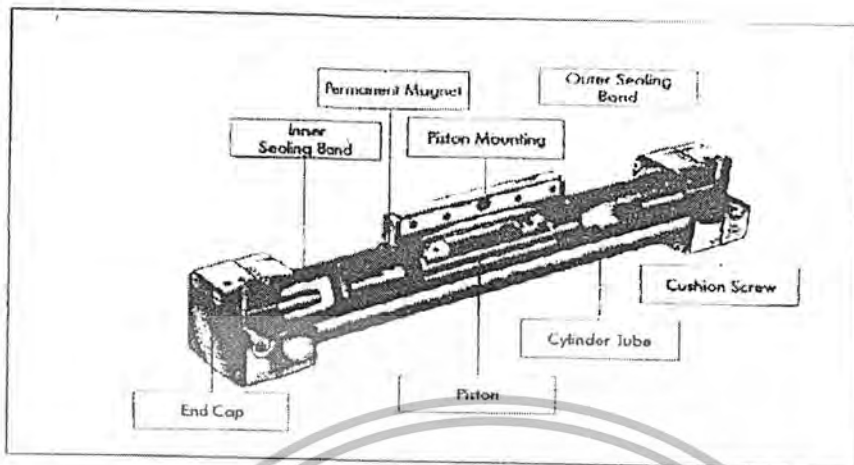 Permanent Magnet
Outer Sealing
Band
Inner
Sealing Band
Piston Mounting
Cushion Screw
Cylinder Tube
Piston
End Cap